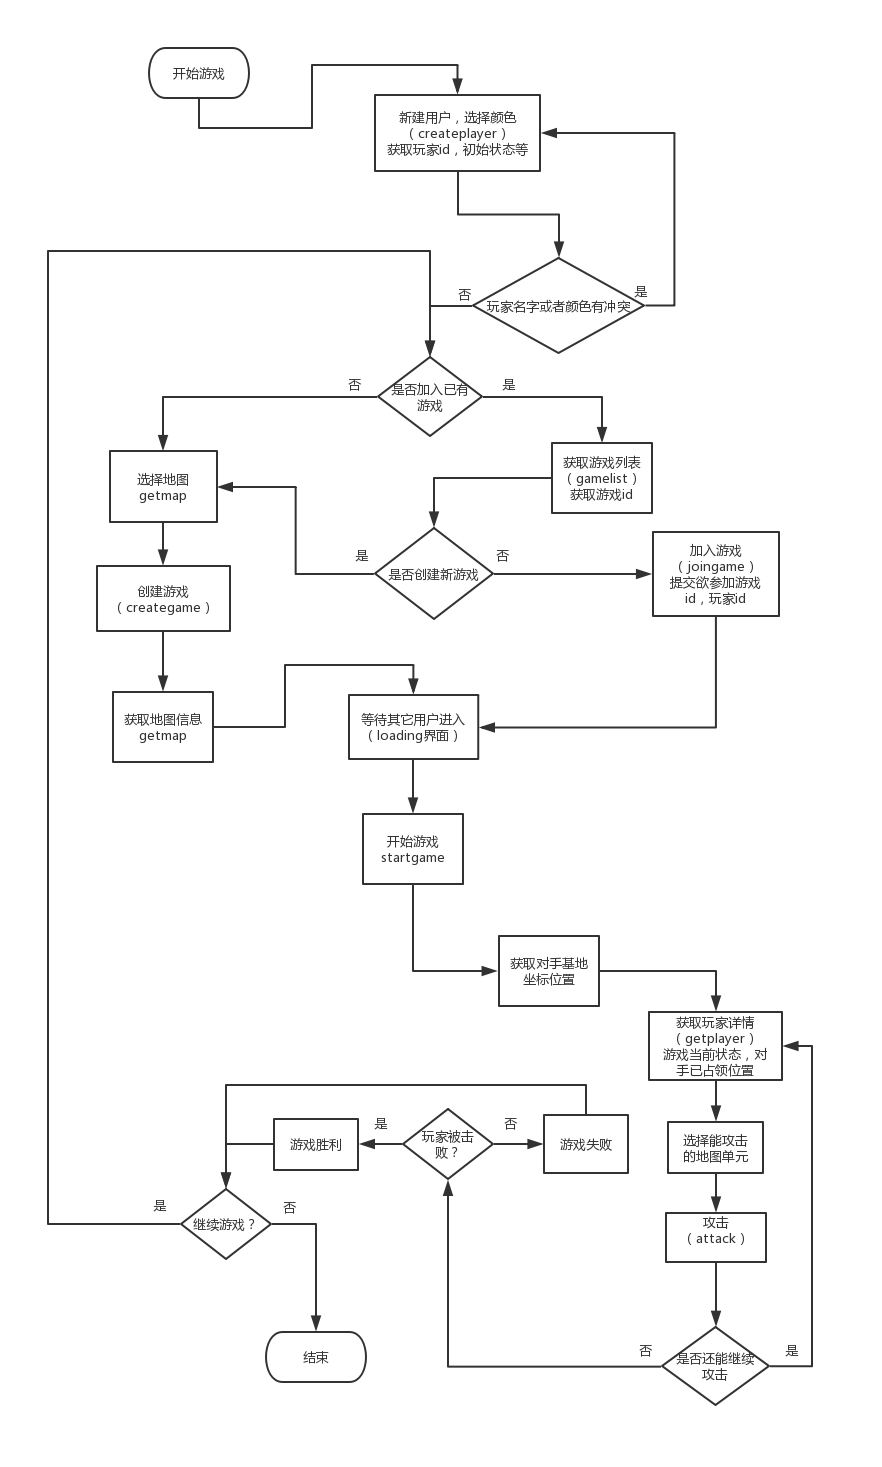 开始游戏
新建用户，选择颜色
（createplayer）
获取玩家id，初始状态等
否
玩家名字或者颜色有冲突
是
否
是否加入已有
游戏
是
选择地图
getmap
获取游戏列表
（gamelist）
获取游戏id
是
是否创建新游戏
否
加入游戏
（joingame）
提交欲参加游戏
id，玩家id
创建游戏
（creategame）
获取地图信息
getmap
等待其它用户进入
（loading界面）
开始游戏
startgame
获取对手基地
坐标位置
获取玩家详情
（getplayer）
游戏当前状态，对
手已占领位置
游戏胜利
是
玩家被击
败？
否
游戏失败
选择能攻击
的地图单元
是
继续游戏？
否
攻击
（attack）
结束
否
是否还能继续
攻击
是